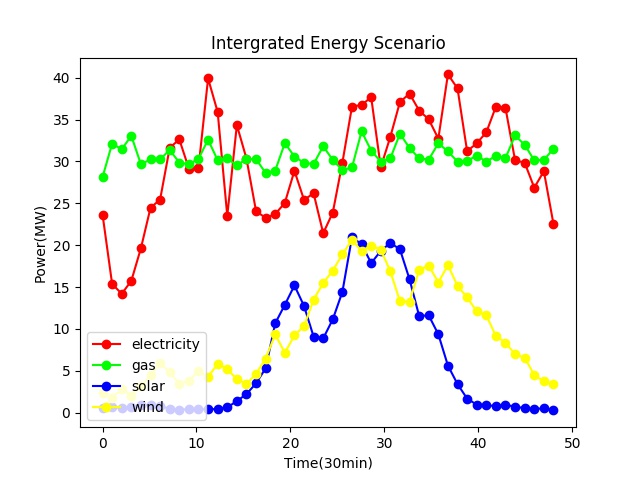 Intergrated Energy Scenario
Power(MW)
40
35
30
25
20
15
10
5
0
electricity
gas
solar
wind
0 10 20 30 40 50
Time(30min)